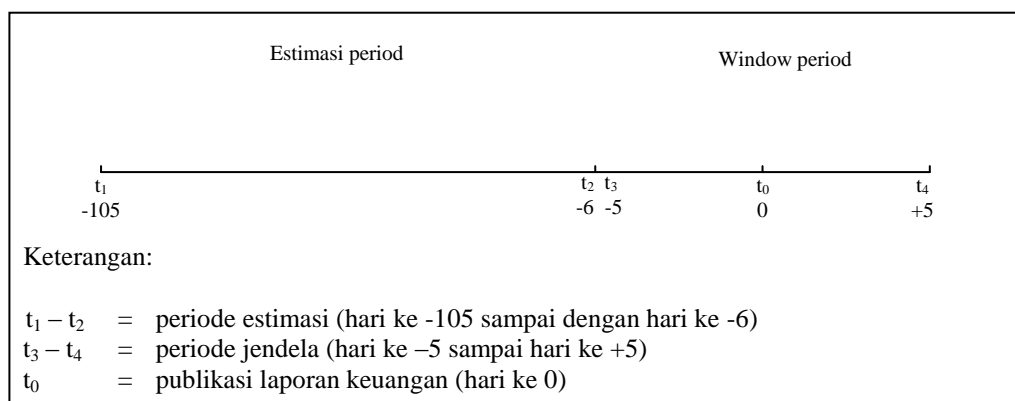 Estimasi period Window period
t₁ t₂ t₃ t₀ t₄
-105 -6 -5 0 +5
Keterangan:
t₁ – t₂ = periode estimasi (hari ke -105 sampai dengan hari ke -6)
t₃ – t₄ = periode jendela (hari ke –5 sampai hari ke +5)
t₀ = publikasi laporan keuangan (hari ke 0)